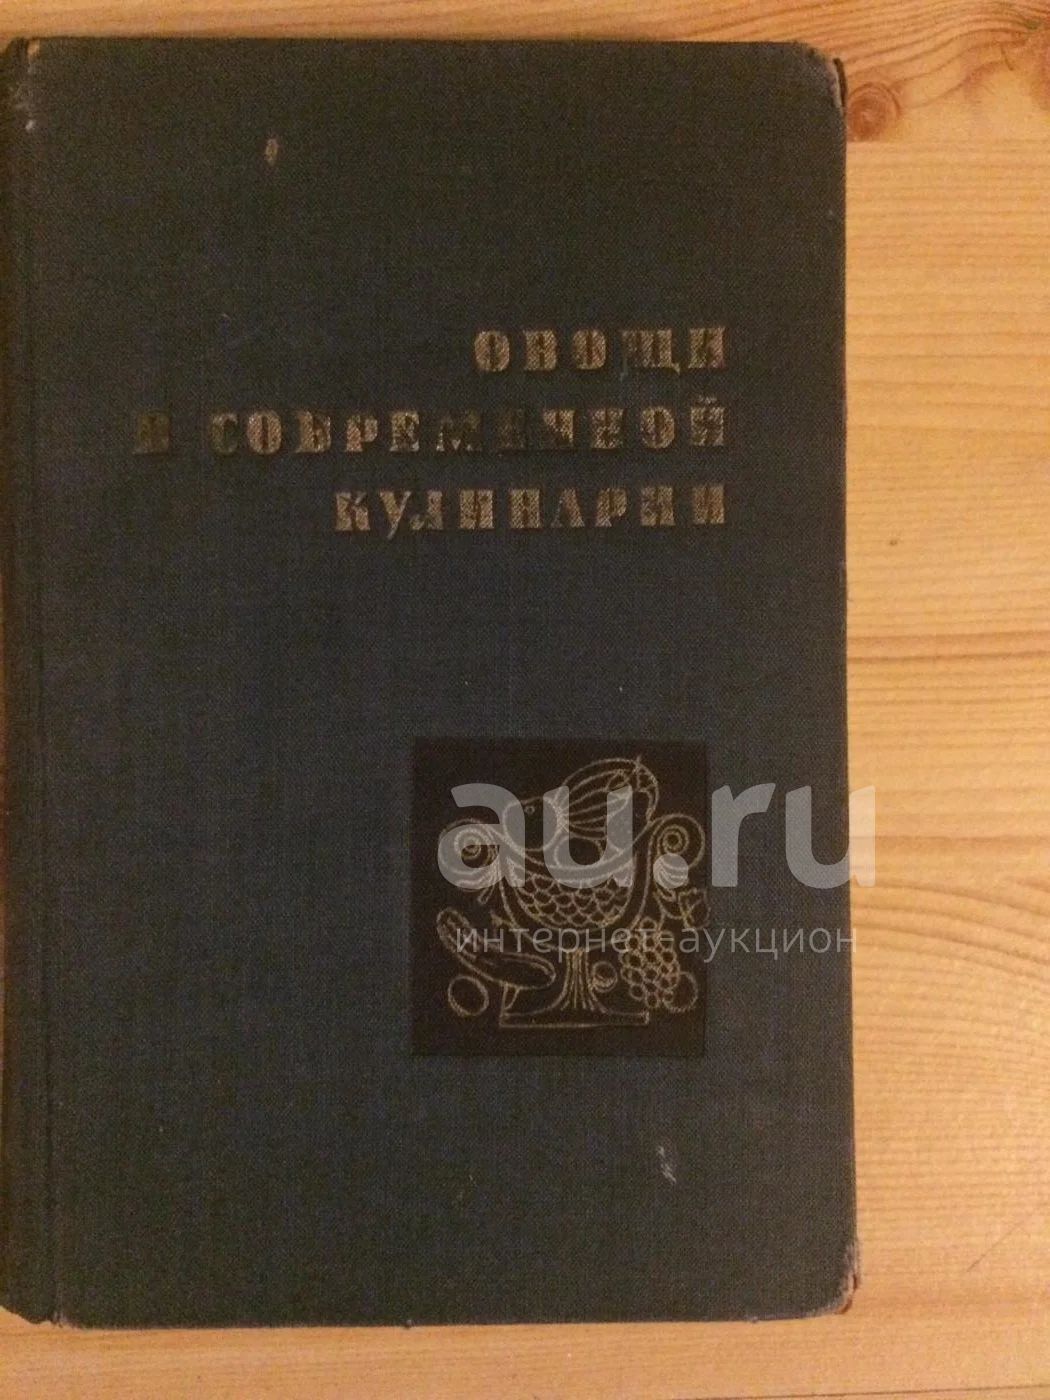 ОВОЩИ
В СОВРЕМЕННОЙ
КУЛИНАРИИ
au.ru
интернет-аукцион